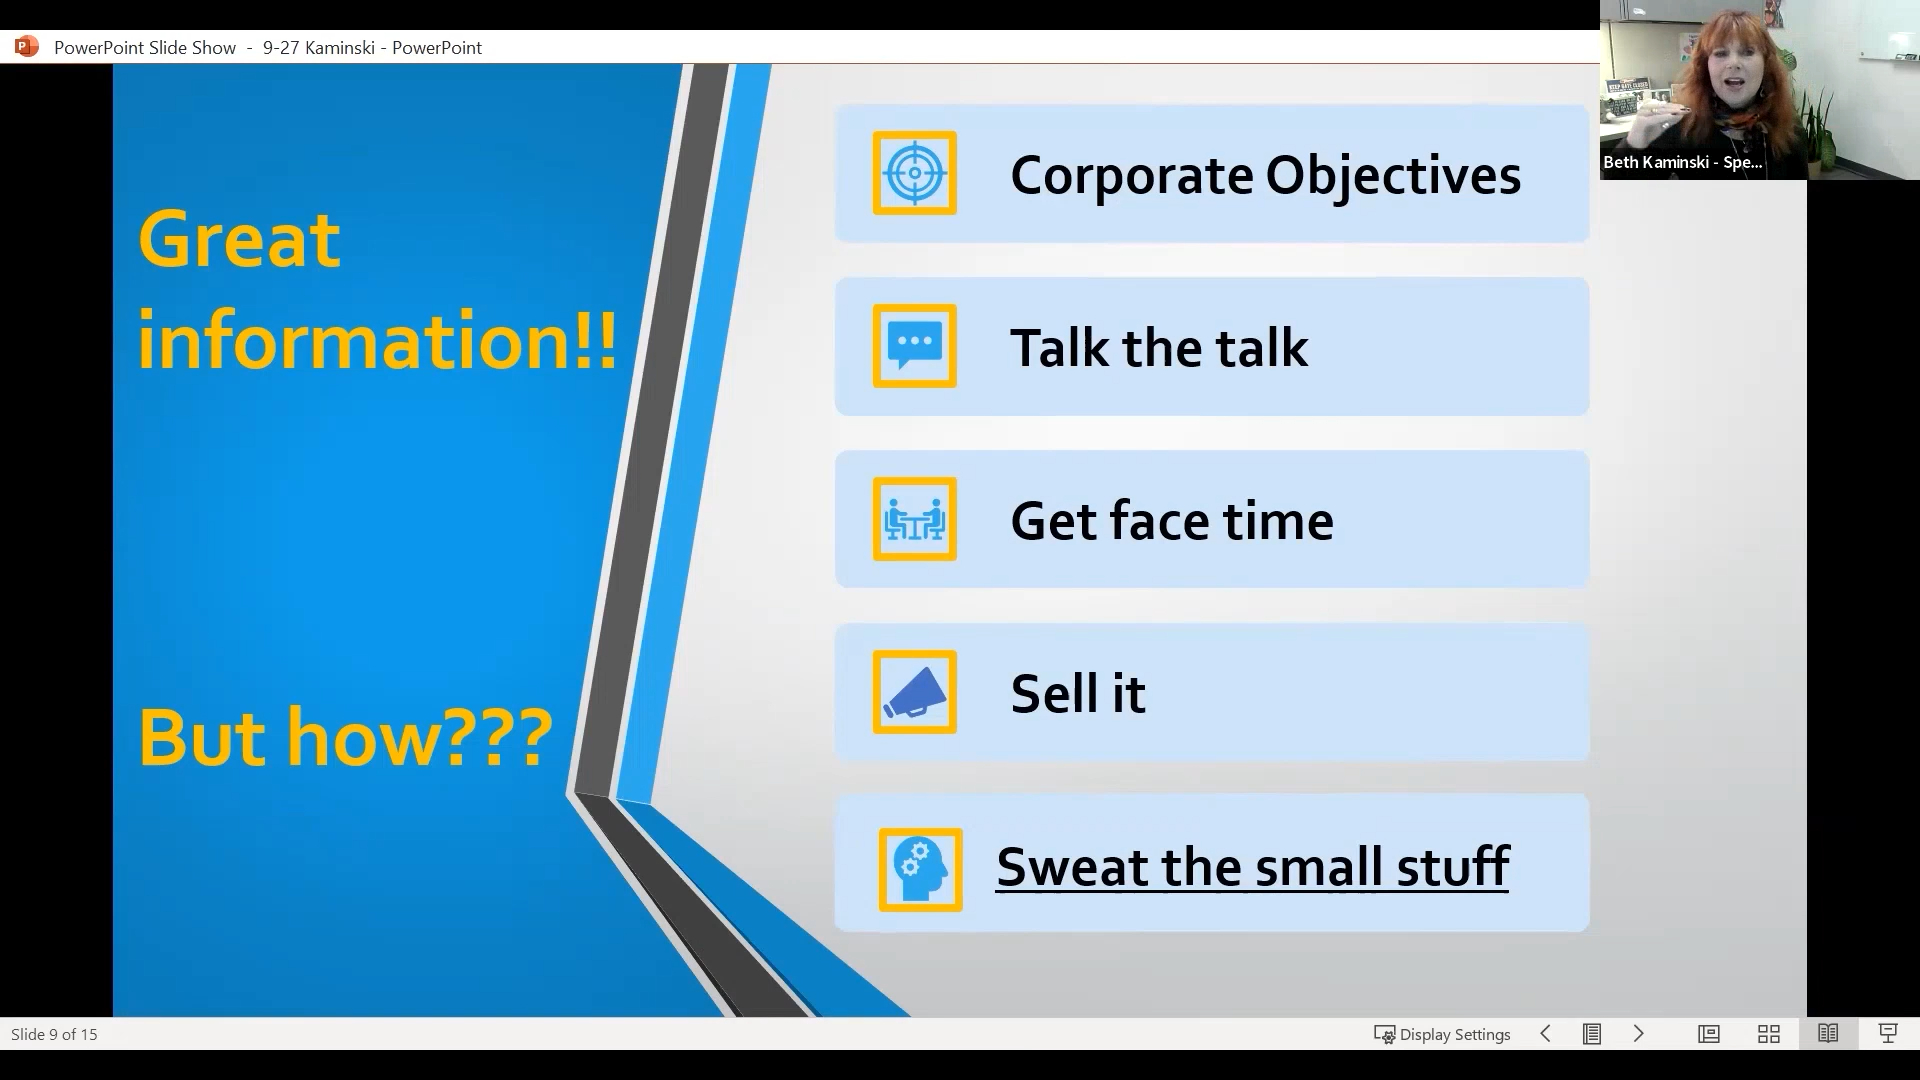 PowerPoint Slide Show - 9-27 Kaminski - PowerPoint
Beth Kaminski - Spe...
Great
information!!
But how???
Corporate Objectives
Talk the talk
Get face time
Sell it
Sweat the small stuff
Slide 9 of 15
Display Settings